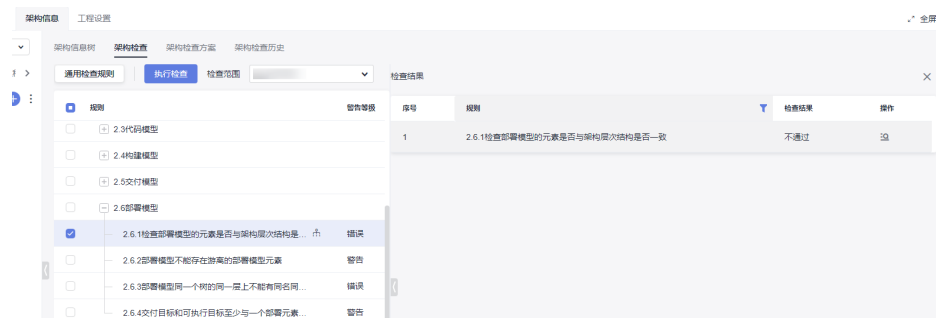 架构信息 工程设置
全屏
架构信息树 架构检查 架构检查方案 架构检查历史
通用检查规则 执行检查 检查范围
检查结果
规则 警告等级
序号 规则 检查结果 操作
2.3代码模型
1 2.6.1检查部署模型的元素是否与架构层次结构是否一致 不通过
2.4构建模型
2.5交付模型
2.6部署模型
2.6.1检查部署模型的元素是否与架构层次结构是... 错误
2.6.2部署模型不能存在游离的部署模型元素 警告
2.6.3部署模型同一个树的同一层上不能有同名同... 错误
2.6.4交付目标和可执行目标至少与一个部署元素... 警告